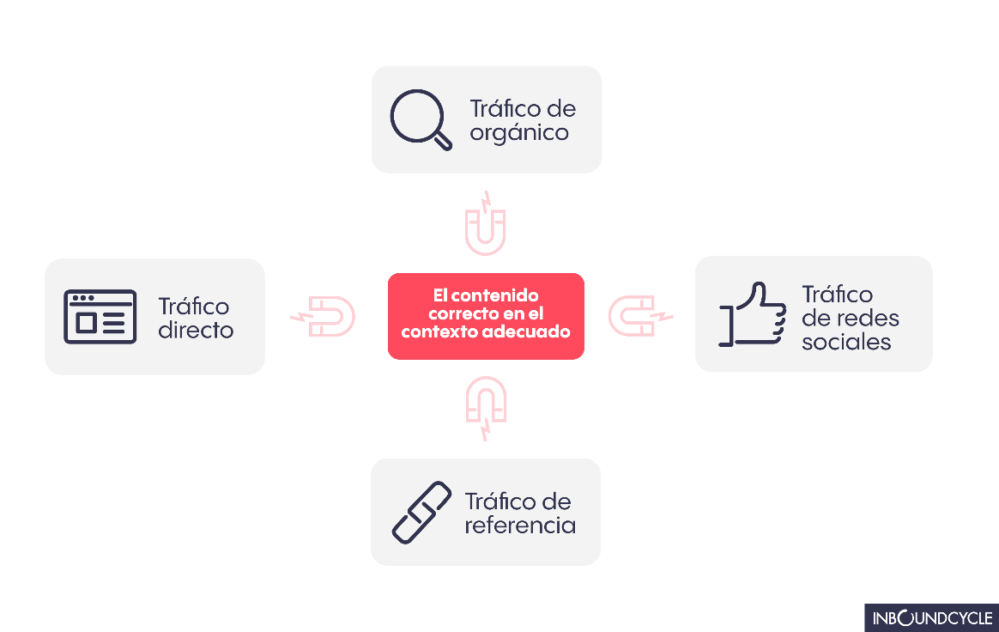 Tráfico de
orgánico
Tráfico
directo
El contenido
correcto en el
contexto adecuado
Tráfico
de redes
sociales
Tráfico de
referencia
INBOUNDCYCLE